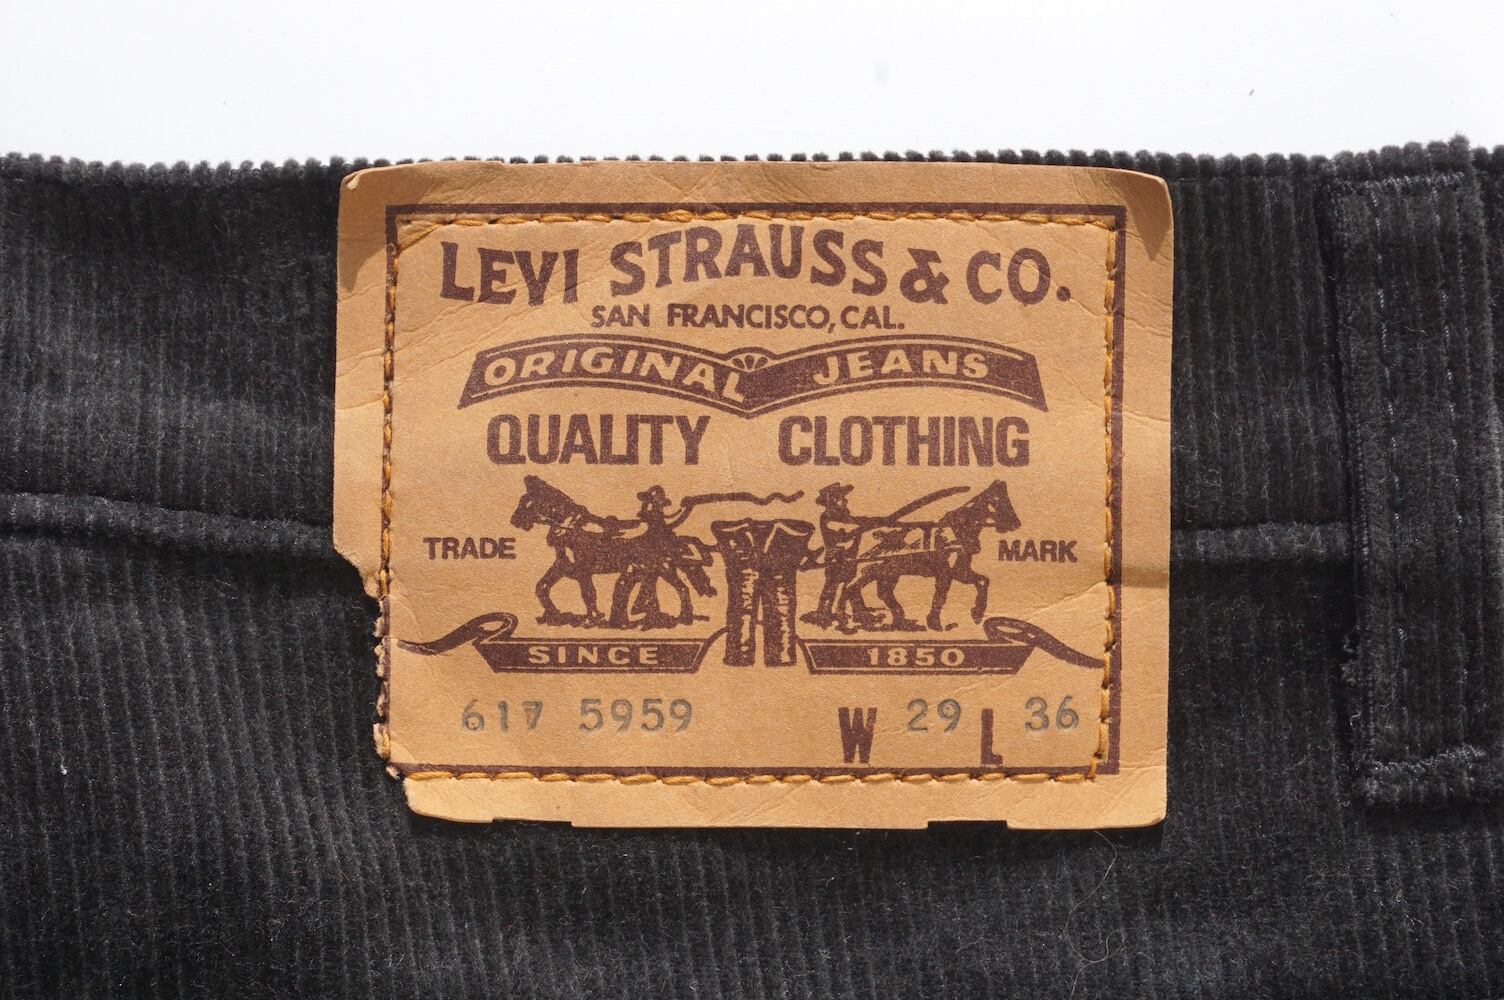 LEVI STRAUSS & CO.
SAN FRANCISCO, CAL.
ORIGINAL JEANS
QUALITY CLOTHING
TRADE MARK
SINCE 1850
617 5959 W 29 L 36